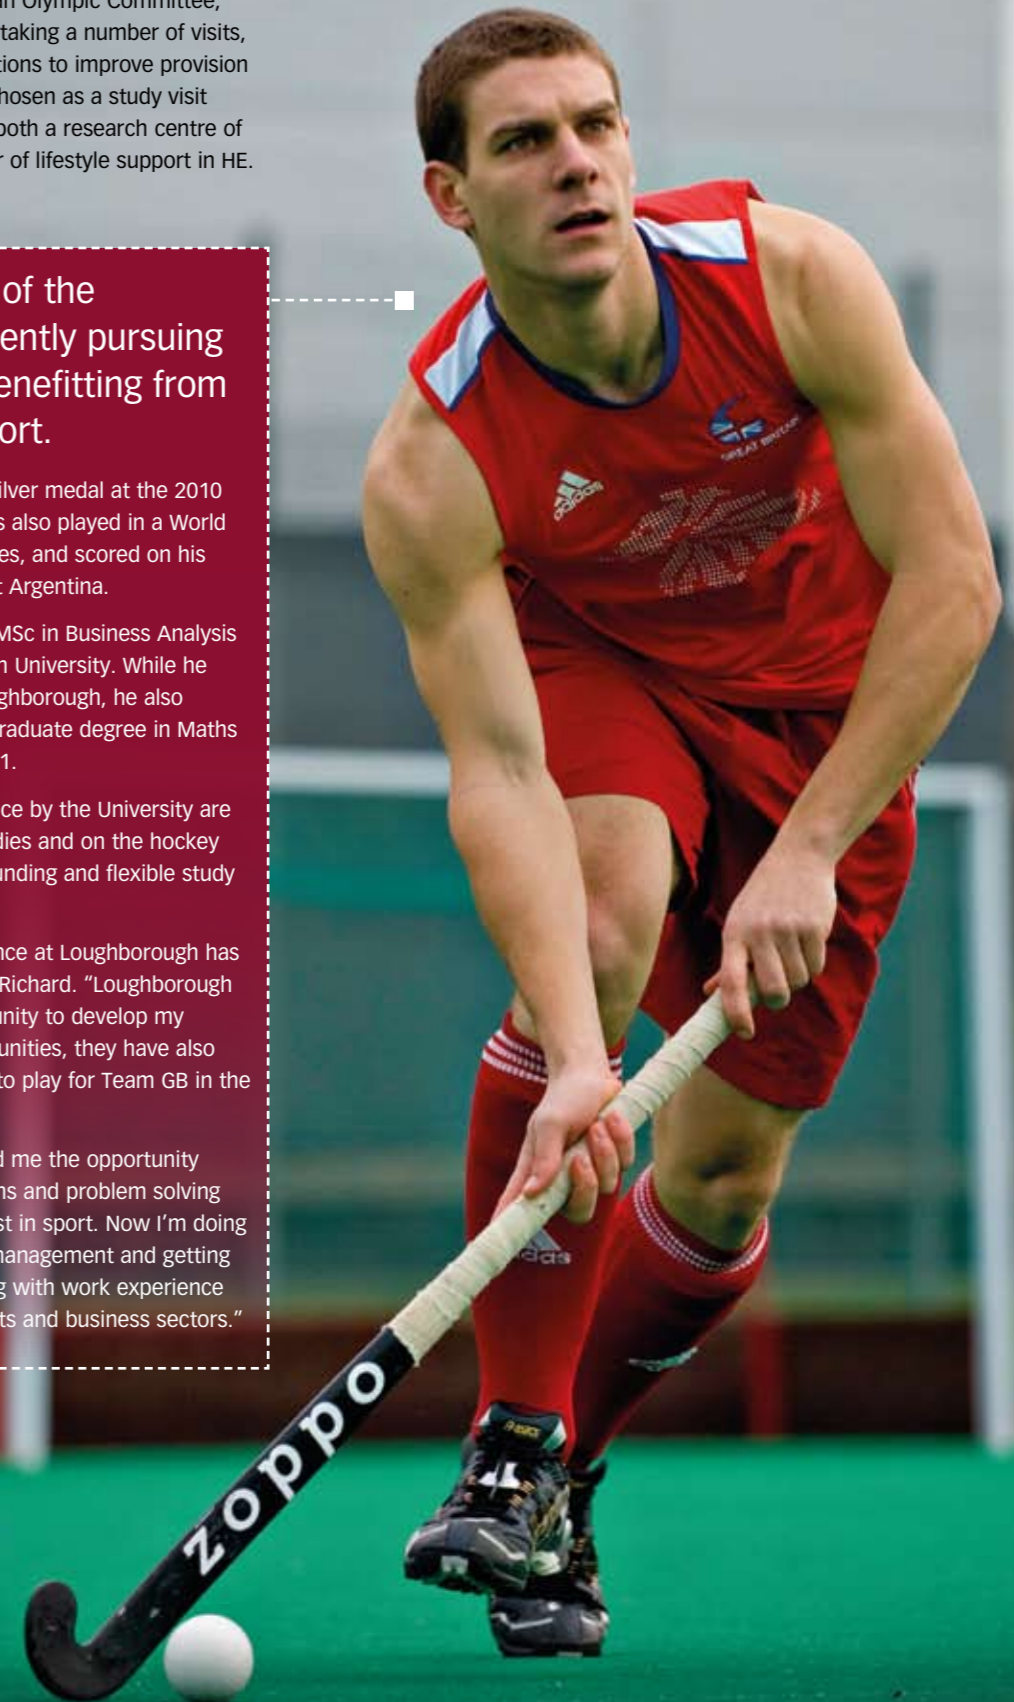 in Olympic Committee,
taking a number of visits,
tions to improve provision
hosen as a study visit
both a research centre of
r of lifestyle support in HE.
of the
ently pursuing
enefitting from
ort.
ilver medal at the 2010
s also played in a World
es, and scored on his
t Argentina.
MSc in Business Analysis
n University. While he
ghborough, he also
raduate degree in Maths
1.
ce by the University are
dies and on the hockey
unding and flexible study
nce at Loughborough has
Richard. “Loughborough
unity to develop my
unities, they have also
to play for Team GB in the
d me the opportunity
ns and problem solving
st in sport. Now I’m doing
management and getting
g with work experience
ts and business sectors.”
GREAT BRITAIN
adidas
adidas
ASICS
zoppo